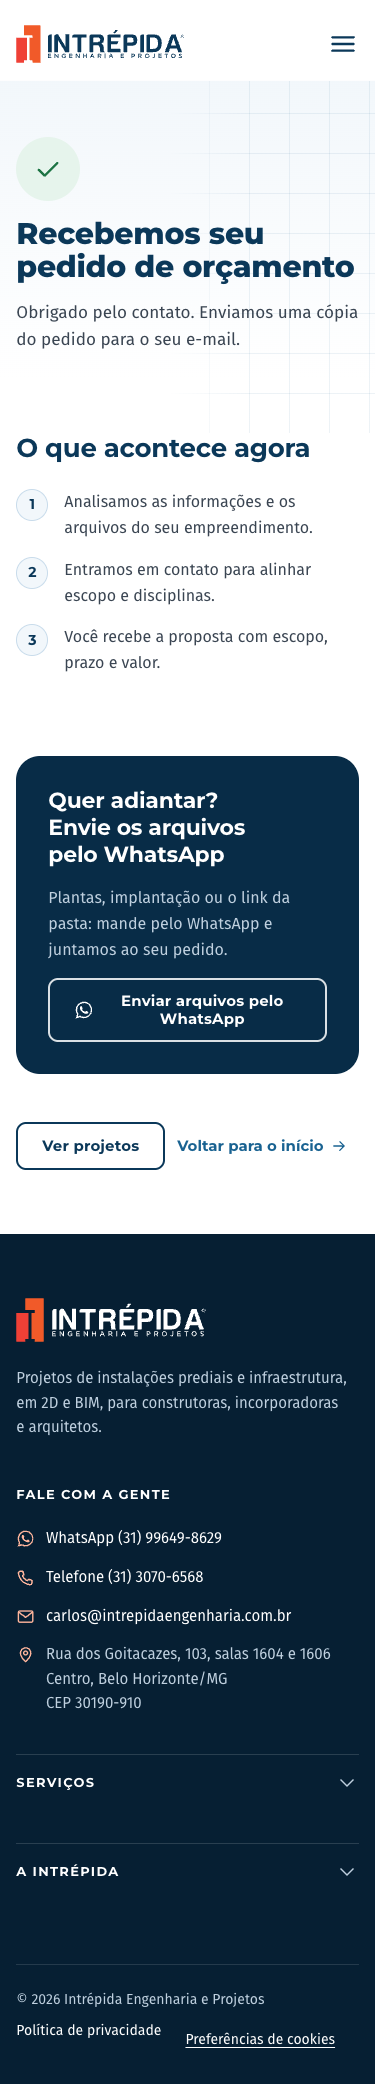 INTRÉPIDA
ENGENHARIA E PROJETOS
Recebemos seu
pedido de orçamento
Obrigado pelo contato. Enviamos uma cópia
do pedido para o seu e-mail.
O que acontece agora
1 Analisamos as informações e os
arquivos do seu empreendimento.
2 Entramos em contato para alinhar
escopo e disciplinas.
3 Você recebe a proposta com escopo,
prazo e valor.
Quer adiantar?
Envie os arquivos
pelo WhatsApp
Plantas, implantação ou o link da
pasta: mande pelo WhatsApp e
juntamos ao seu pedido.
Enviar arquivos pelo
WhatsApp
Ver projetos Voltar para o início →
INTRÉPIDA
ENGENHARIA E PROJETOS
Projetos de instalações prediais e infraestrutura,
em 2D e BIM, para construtoras, incorporadoras
e arquitetos.
FALE COM A GENTE
WhatsApp (31) 99649-8629
Telefone (31) 3070-6568
carlos@intrepidaengenharia.com.br
Rua dos Goitacazes, 103, salas 1604 e 1606
Centro, Belo Horizonte/MG
CEP 30190-910
SERVIÇOS
A INTRÉPIDA
© 2026 Intrépida Engenharia e Projetos
Política de privacidade Preferências de cookies